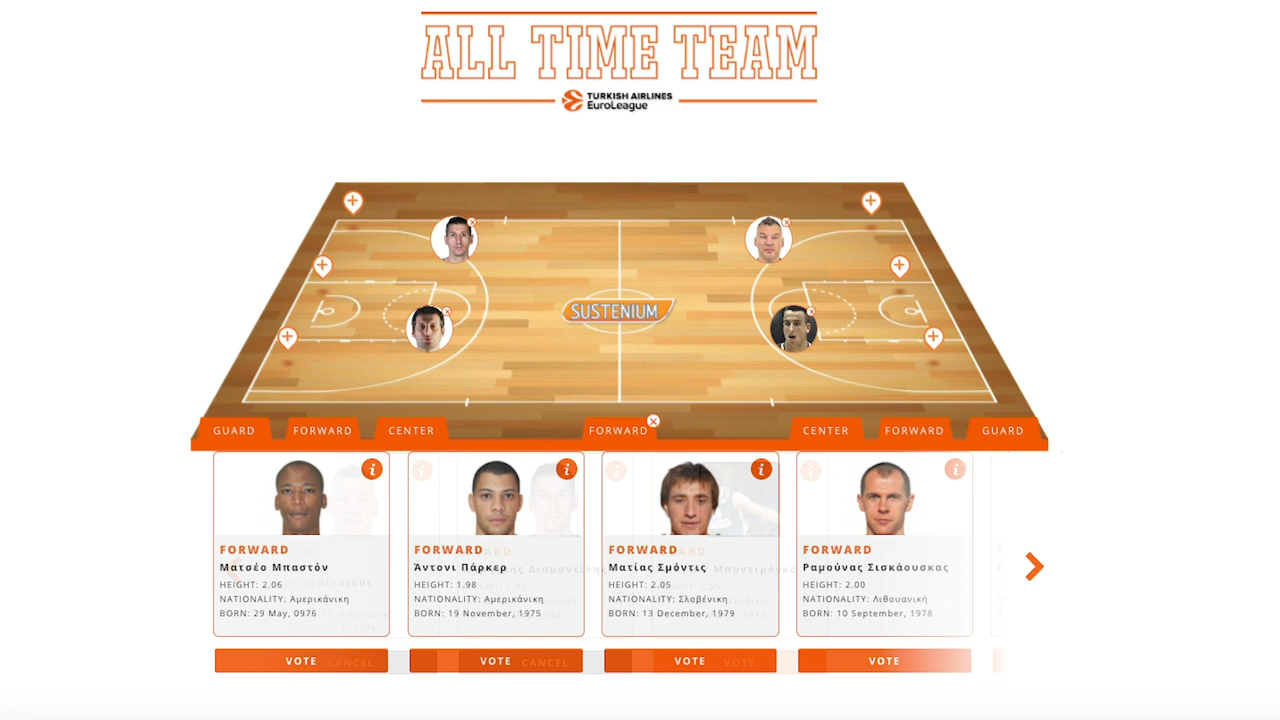 ALL TIME TEAM
TURKISH AIRLINES
EuroLeague
SUSTENIUM
GUARD
FORWARD
CENTER
FORWARD
CENTER
FORWARD
GUARD
FORWARD
Ματσέο Μπαστόν
HEIGHT: 2.06
NATIONALITY: Αμερικάνικη
BORN: 29 May, 0976
VOTE
CANCEL
FORWARD
Άντονι Πάρκερ
HEIGHT: 1.98
NATIONALITY: Αμερικάνικη
BORN: 19 November, 1975
VOTE
CANCEL
FORWARD
Ματίας Σμόντις
HEIGHT: 2.05
NATIONALITY: Σλοβένικη
BORN: 13 December, 1979
VOTE
VOTE
FORWARD
Ραμούνας Σισκάουσκας
HEIGHT: 2.00
NATIONALITY: Λιθουανική
BORN: 10 September, 1978
VOTE